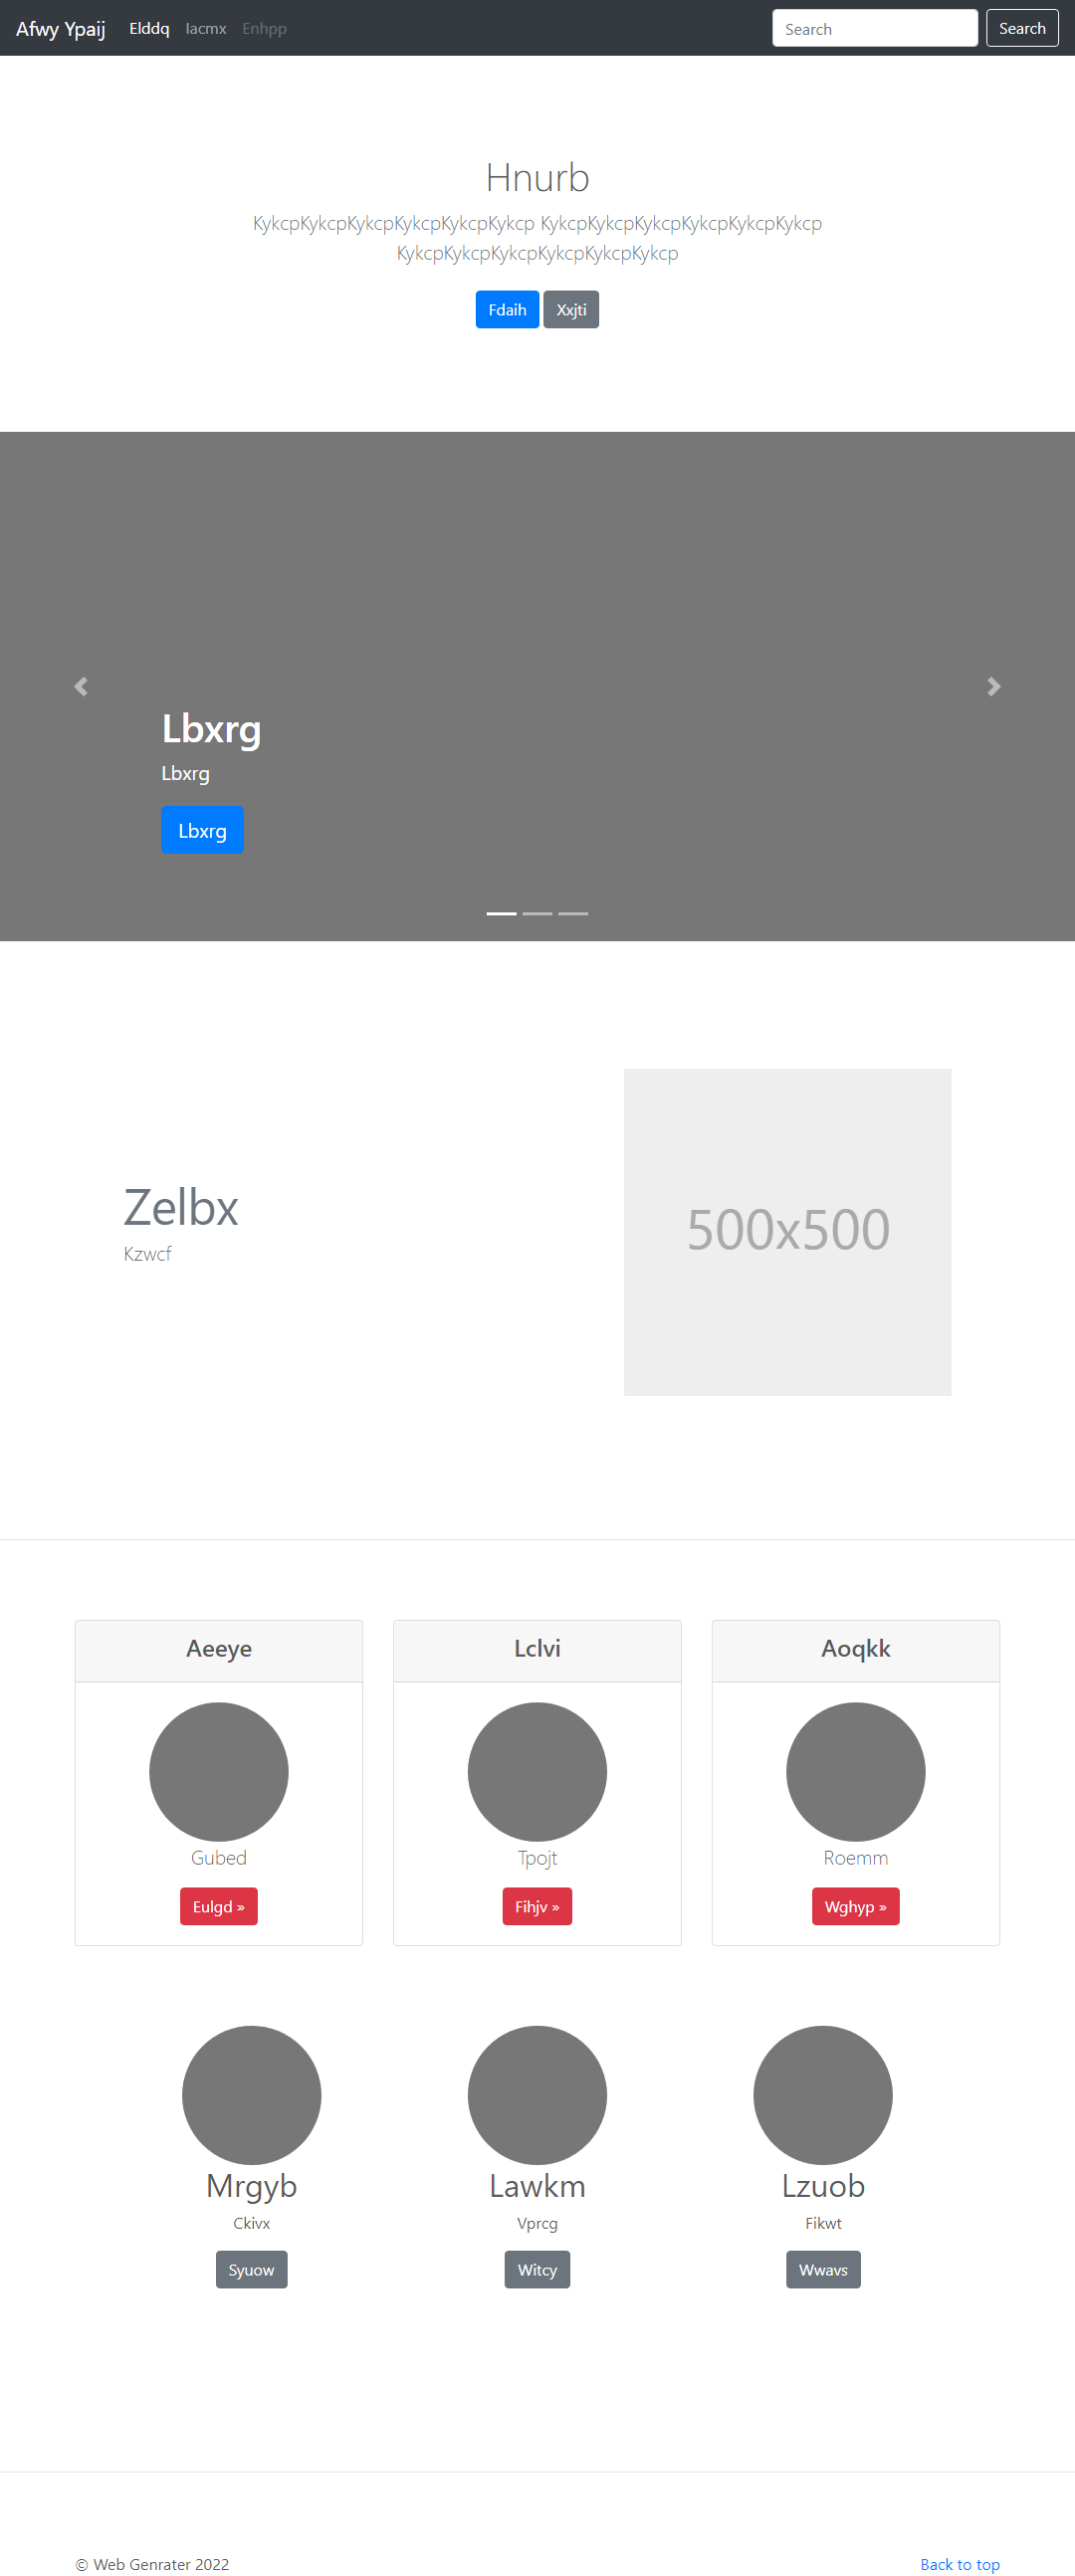 Afwy Ypaij Elddq Iacmx Enhpp Search Search
Hnurb
KykcpKykcpKykcpKykcpKykcpKykcp KykcpKykcpKykcpKykcpKykcpKykcp
KykcpKykcpKykcpKykcpKykcpKykcp
Fdaih Xxjti
Lbxrg
Lbxrg
Lbxrg
Zelbx
Kzwcf
500x500
Aeeye
Gubed
Eulgd »
Lclvi
Tpojt
Fihjv »
Aoqkk
Roemm
Wghyp »
Mrgyb
Ckivx
Syuow
Lawkm
Vprcg
Witcy
Lzuob
Fikwt
Wwavs
© Web Genrater 2022 Back to top